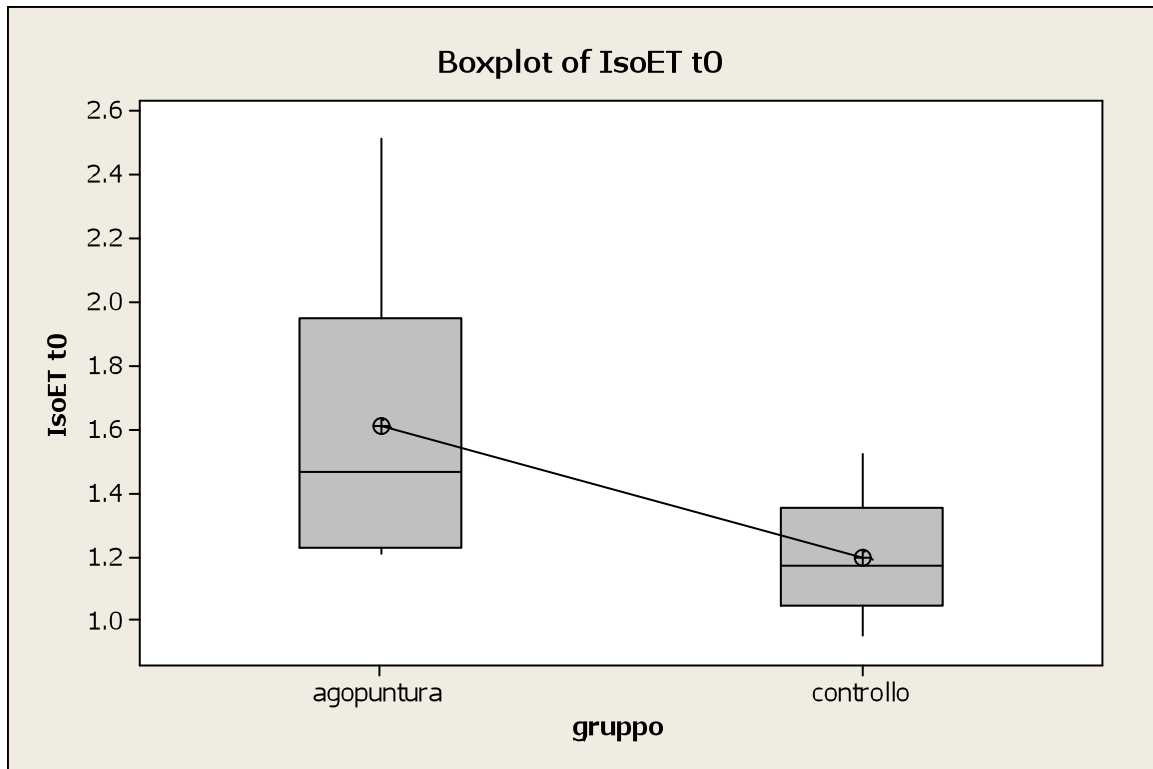 Boxplot of IsoET t0
2.6
2.4
2.2
2.0
1.8
1.6
1.4
1.2
1.0
IsoET t0
agopuntura
controllo
gruppo